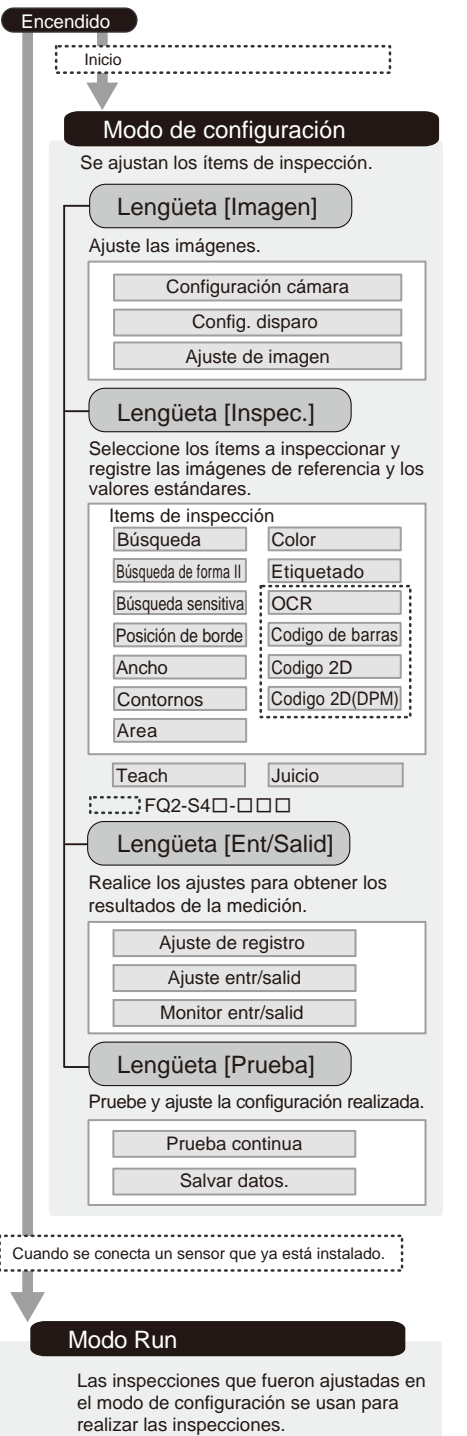 Encendido
Inicio
Modo de configuración
Se ajustan los ítems de inspección.
Lengüeta [Imagen]
Ajuste las imágenes.
Configuración cámara
Config. disparo
Ajuste de imagen
Lengüeta [Inspec.]
Seleccione los ítems a inspeccionar y
registre las imágenes de referencia y los
valores estándares.
Items de inspección
Búsqueda
Color
Búsqueda de forma II
Etiquetado
Búsqueda sensitiva
OCR
Posición de borde
Codigo de barras
Ancho
Codigo 2D
Contornos
Codigo 2D(DPM)
Area
Teach
Juicio
FQ2-S4□-□□□
Lengüeta [Ent/Salid]
Realice los ajustes para obtener los
resultados de la medición.
Ajuste de registro
Ajuste entr/salid
Monitor entr/salid
Lengüeta [Prueba]
Pruebe y ajuste la configuración realizada.
Prueba continua
Salvar datos.
Cuando se conecta un sensor que ya está instalado.
Modo Run
Las inspecciones que fueron ajustadas en
el modo de configuración se usan para
realizar las inspecciones.